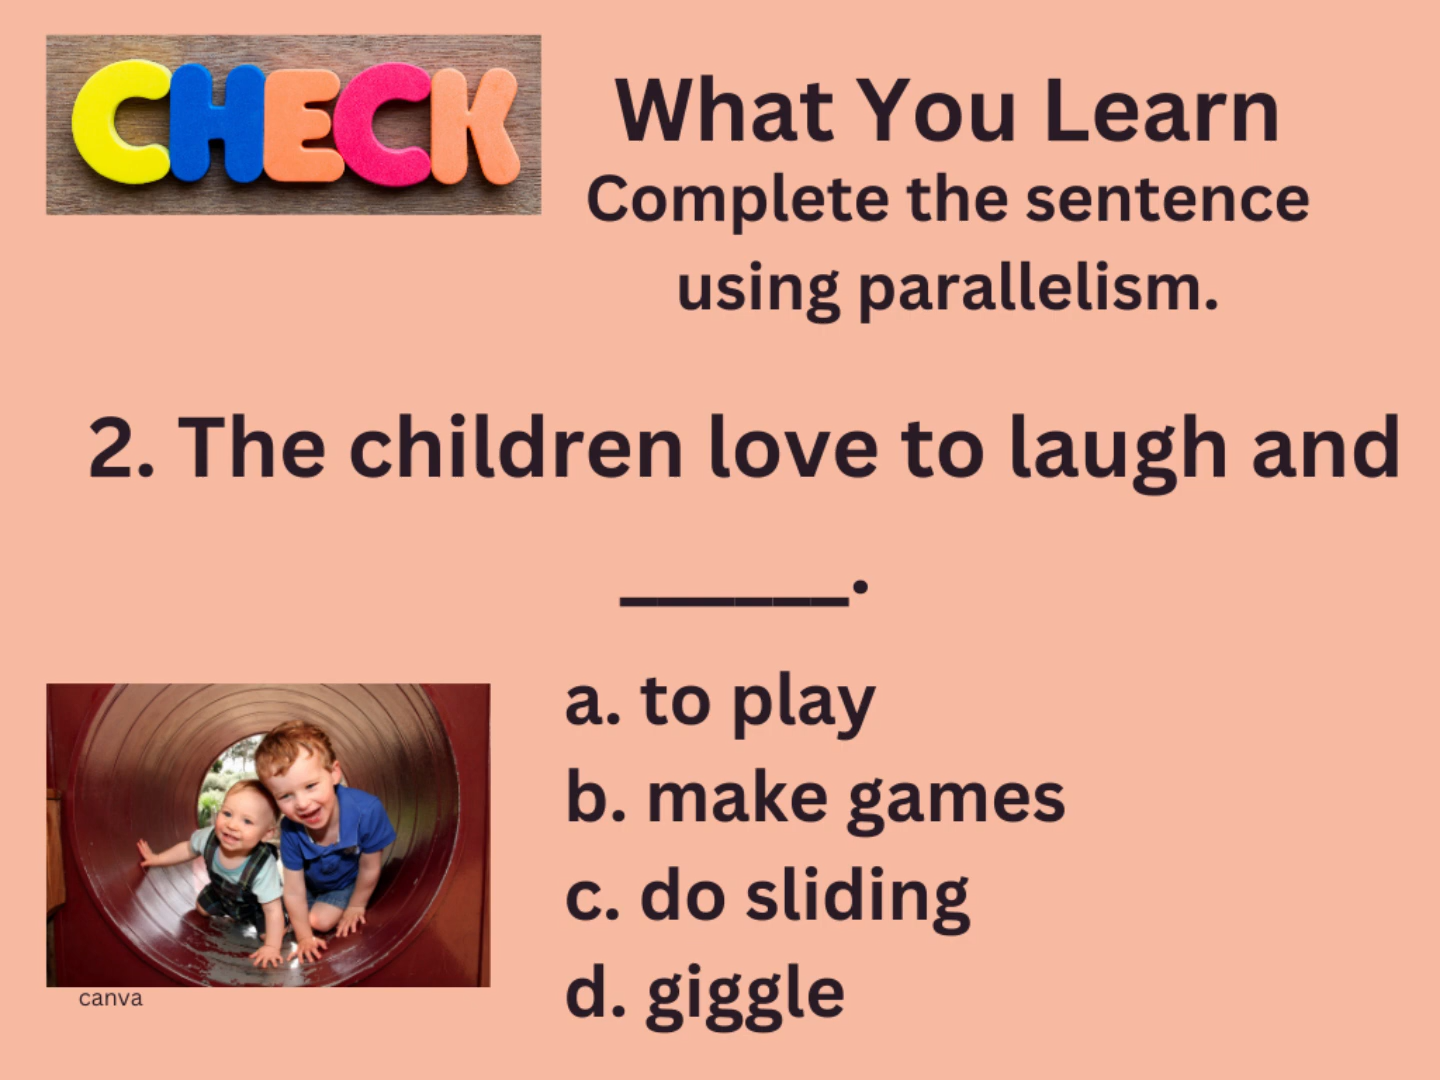 CHECK
What You Learn
Complete the sentence
using parallelism.
2. The children love to laugh and
______.
a. to play
b. make games
c. do sliding
d. giggle
canva